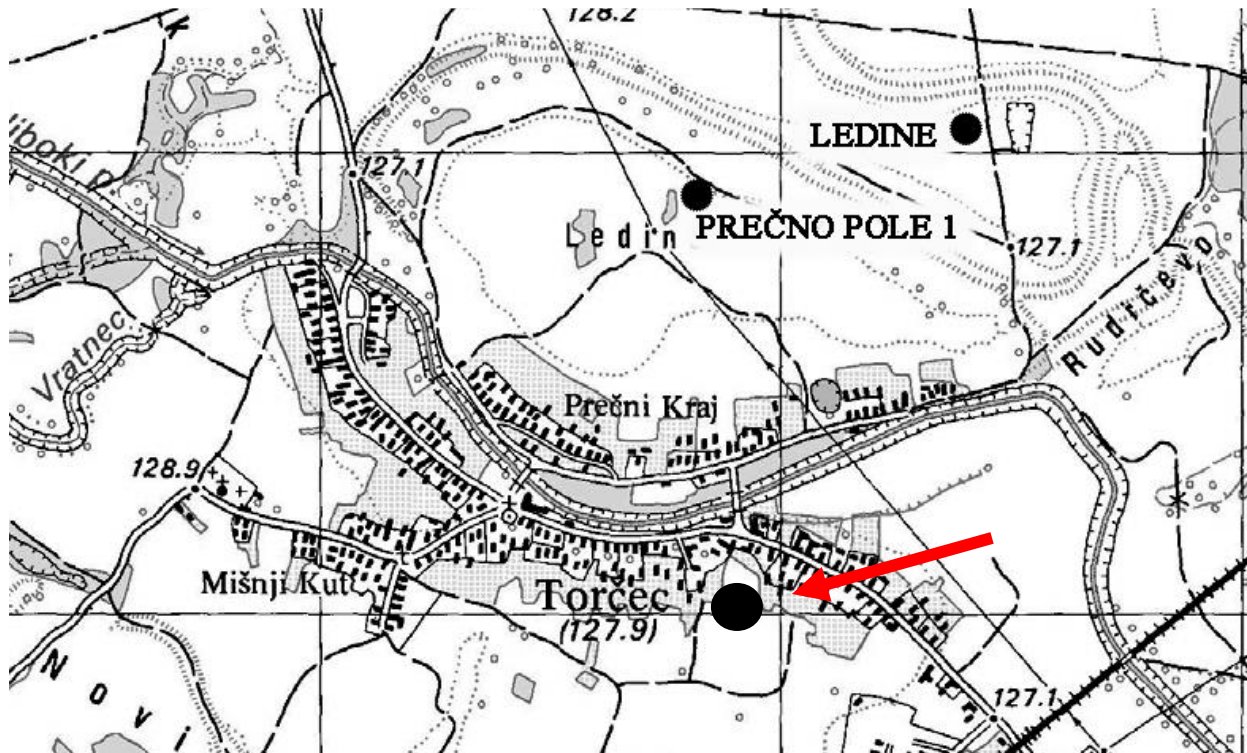 128.2
LEDINE
127.1
PREČNO POLE 1
Ledin
127.1
Rudičevo
Vratnec
Prečni Kraj
128.9
Mišnji Kut
Torčec
(127.9)
Novi
127.1